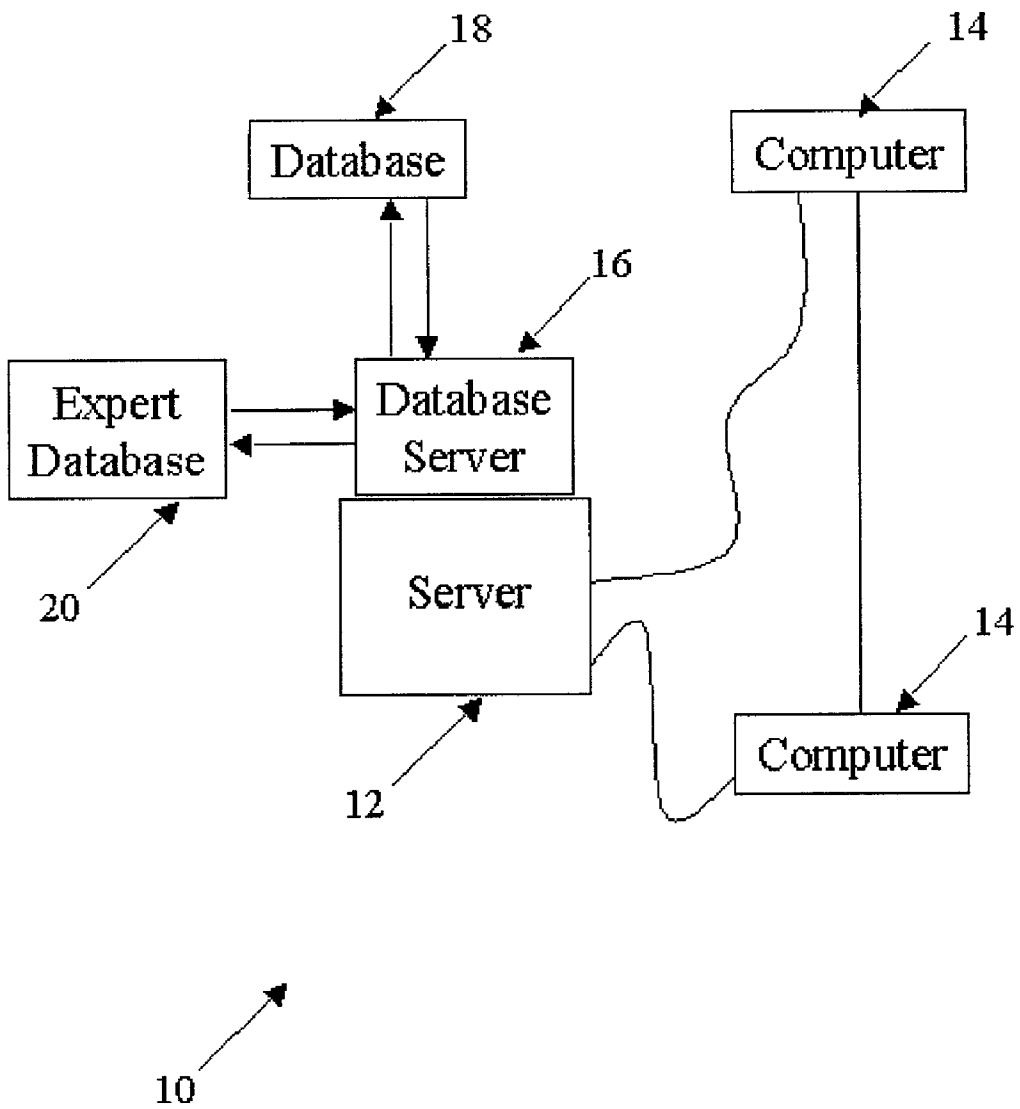 18
14
Database
Computer
16
Expert
Database
Database
Server
20
Server
14
Computer
12
10